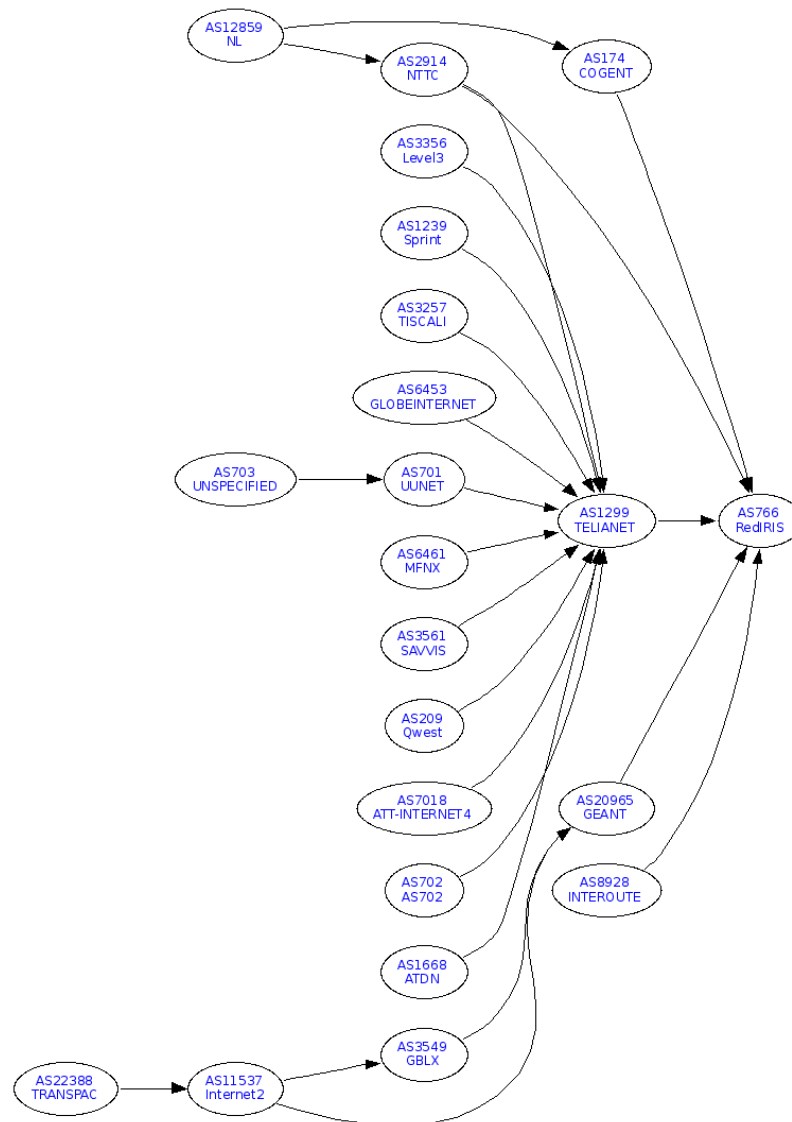 AS12859
NL
AS2914
NTTC
AS174
COGENT
AS3356
Level3
AS1239
Sprint
AS3257
TISCALI
AS6453
GLOBEINTERNET
AS703
UNSPECIFIED
AS701
UUNET
AS1299
TELIANET
AS766
RedIRIS
AS6461
MFNX
AS3561
SAVVIS
AS209
Qwest
AS7018
ATT-INTERNET4
AS20965
GEANT
AS702
AS702
AS8928
INTEROUTE
AS1668
ATDN
AS3549
GBLX
AS22388
TRANSPAC
AS11537
Internet2